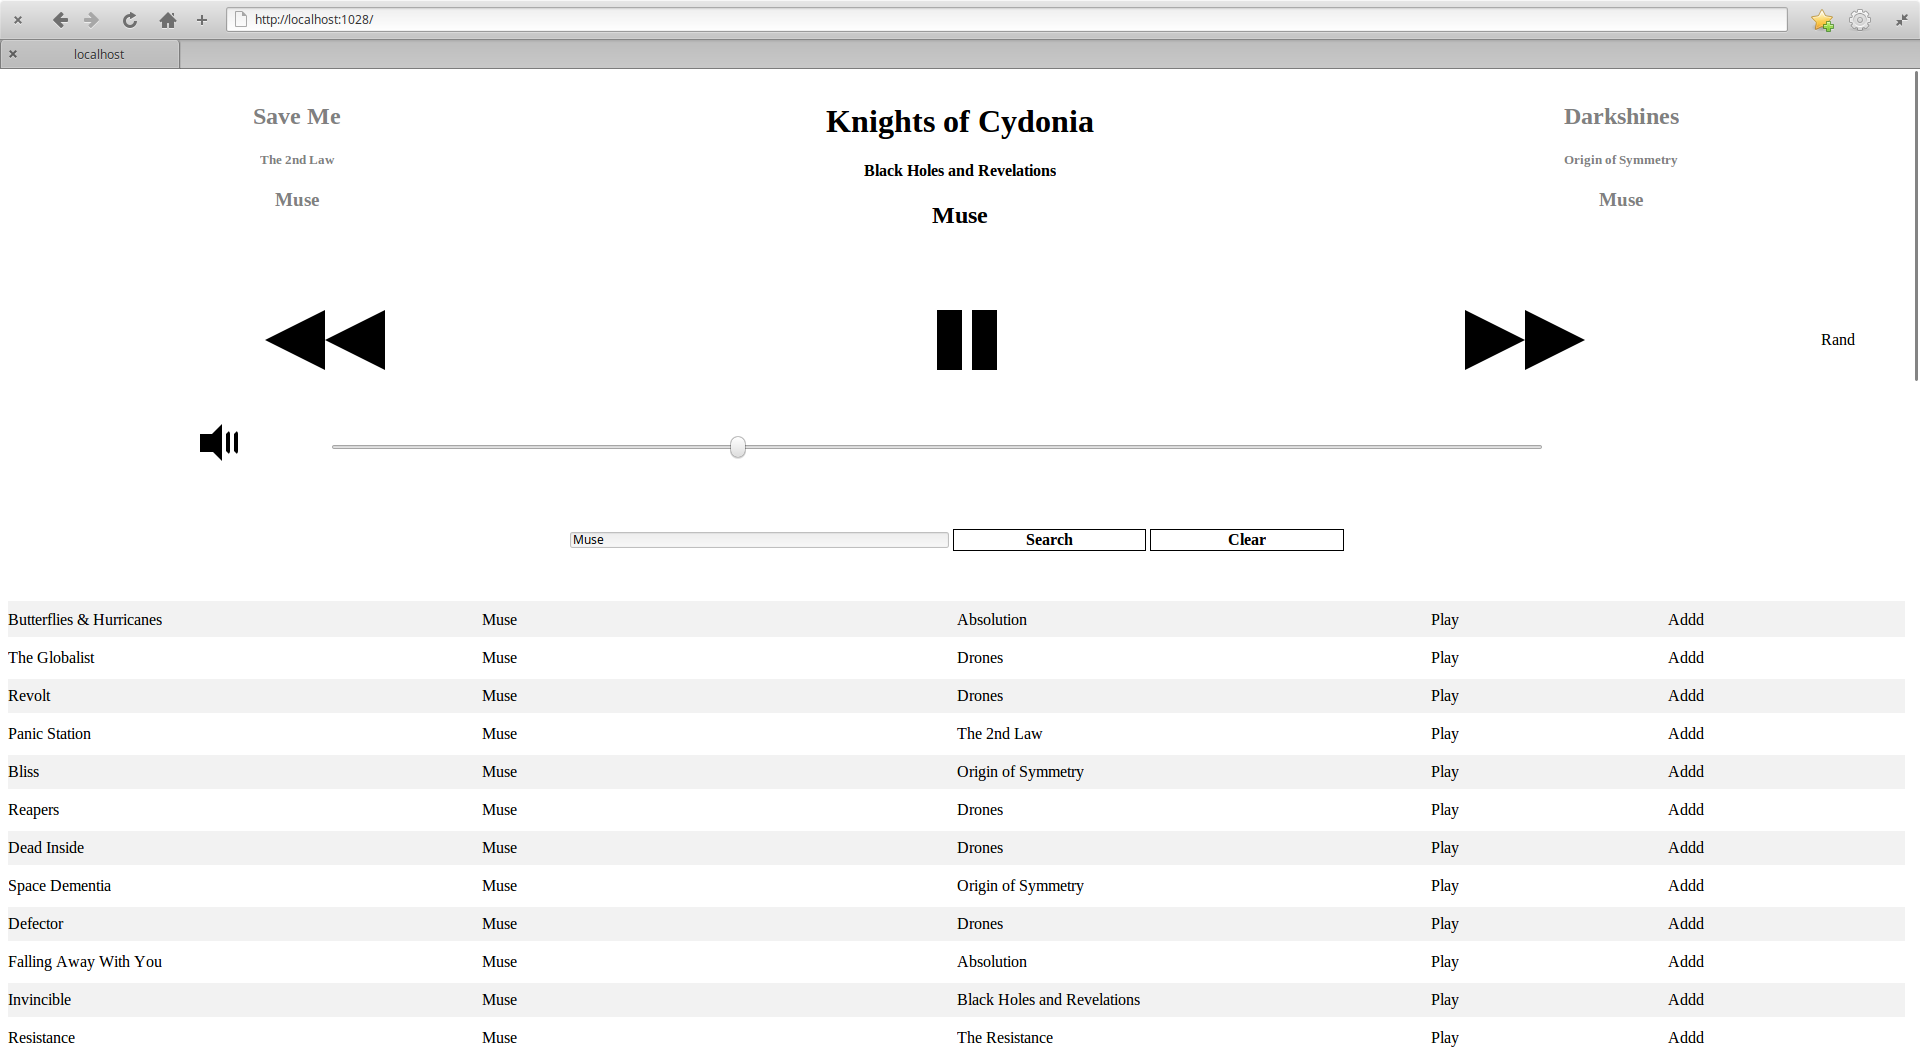 http://localhost:1028/
localhost
Save Me
The 2nd Law
Muse
Knights of Cydonia
Black Holes and Revelations
Muse
Darkshines
Origin of Symmetry
Muse
Rand
Muse Search Clear
Butterflies & Hurricanes Muse Absolution Play Addd
The Globalist Muse Drones Play Addd
Revolt Muse Drones Play Addd
Panic Station Muse The 2nd Law Play Addd
Bliss Muse Origin of Symmetry Play Addd
Reapers Muse Drones Play Addd
Dead Inside Muse Drones Play Addd
Space Dementia Muse Origin of Symmetry Play Addd
Defector Muse Drones Play Addd
Falling Away With You Muse Absolution Play Addd
Invincible Muse Black Holes and Revelations Play Addd
Resistance Muse The Resistance Play Addd